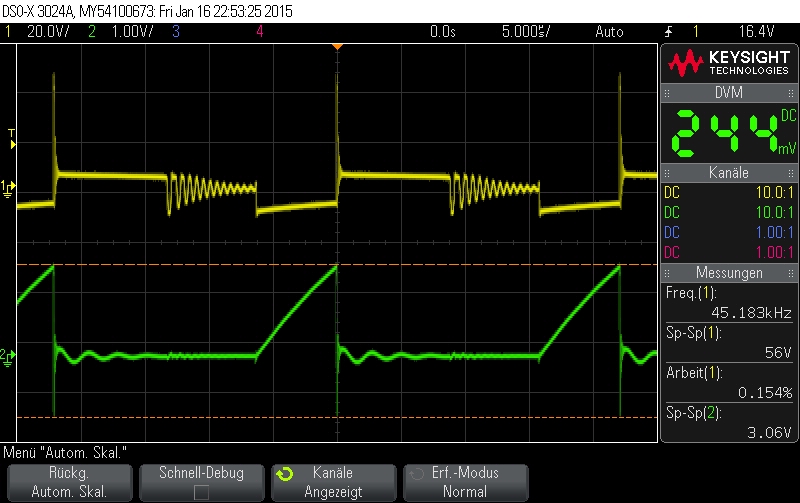 DSO-X 3024A, MY54100673: Fri Jan 16 22:53:25 2015
1 20.0V/ 2 1.00V/ 3 4 0.0s 5.000㎲/ Auto 1 16.4V
KEYSIGHT
TECHNOLOGIES
DVM
DC
244
mV
Kanäle
DC 10.0:1
DC 10.0:1
DC 1.00:1
DC 1.00:1
Messungen
Freq.(1):
45.183kHz
Sp-Sp(1):
56V
Arbeit(1):
0.154%
Sp-Sp(2):
3.06V
T
1
2
Menü "Autom. Skal."
Rückg.
Autom. Skal.
Schnell-Debug
Kanäle
Angezeigt
Erf.-Modus
Normal